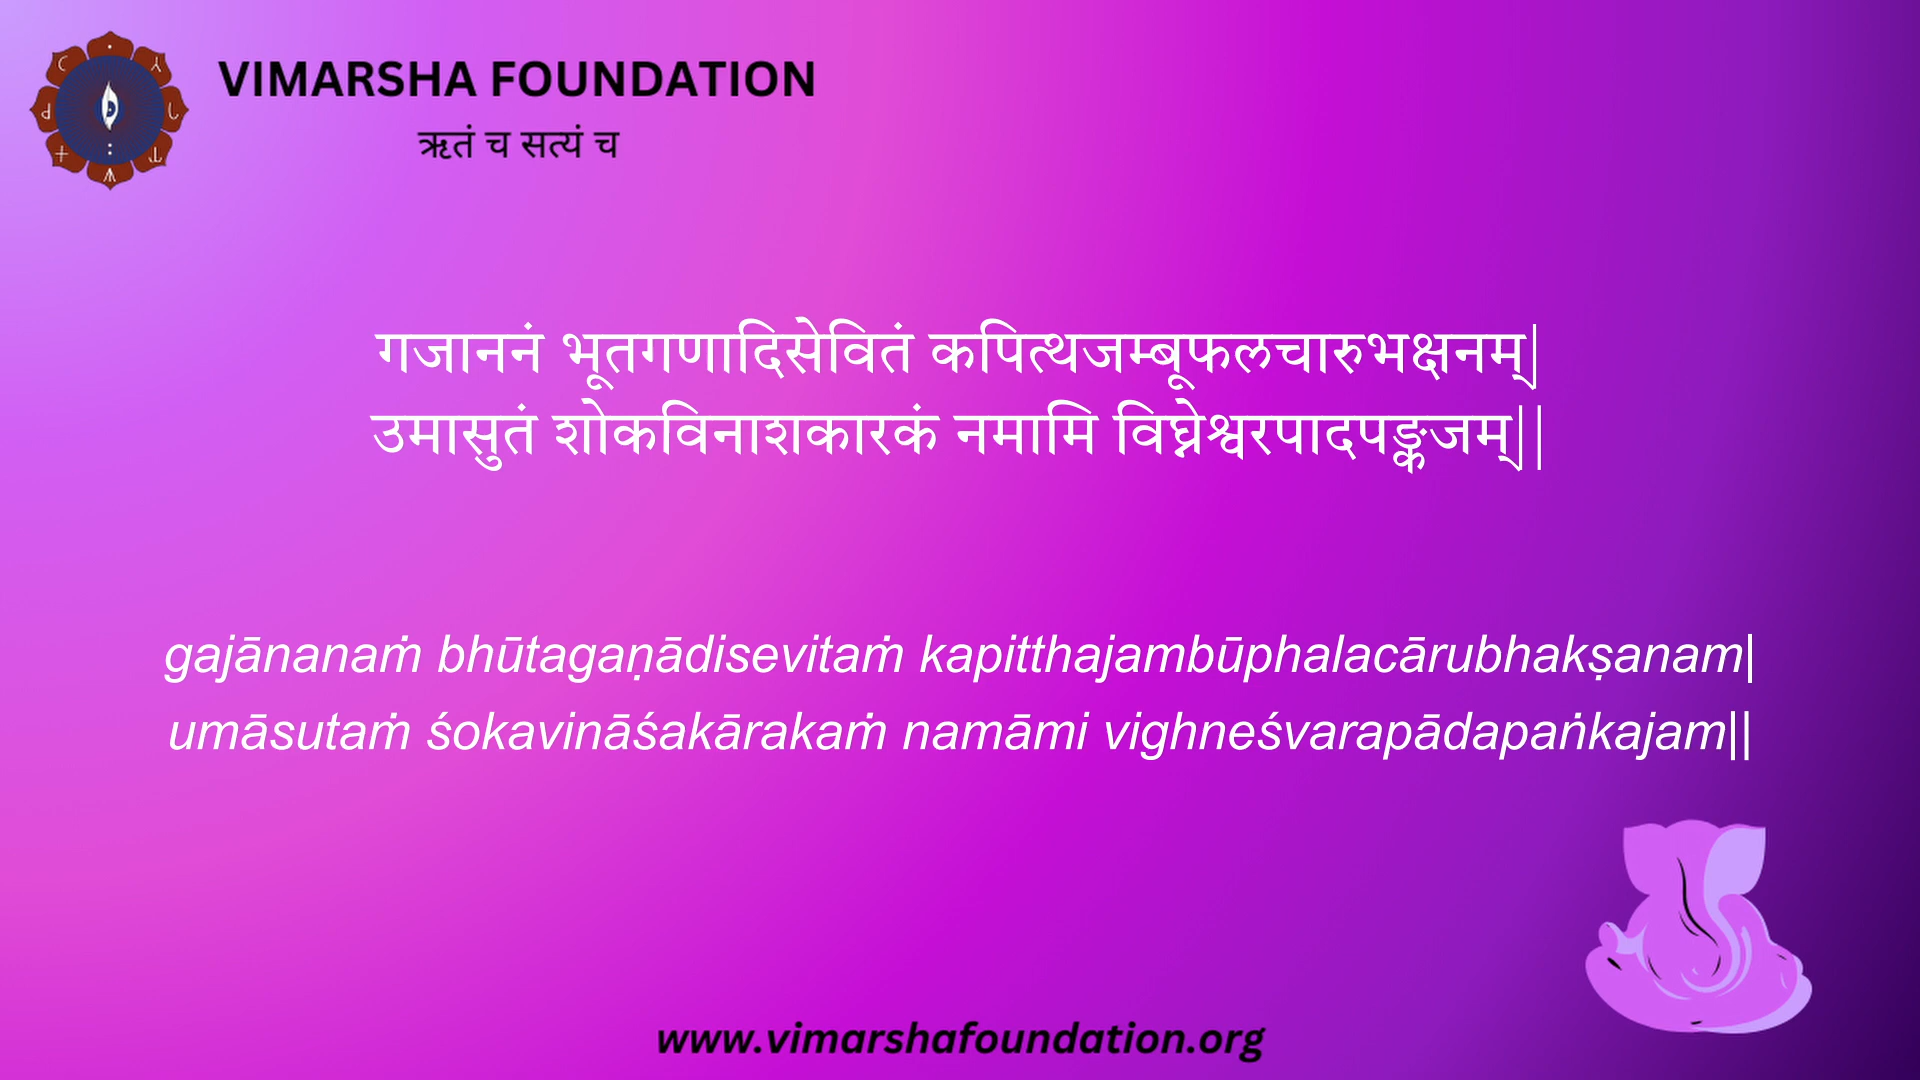 VIMARSHA FOUNDATION
ऋतं च सत्यं च
गजाननं भूतगणादिसेवितं कपित्थजम्बूफलचारुभक्षनम्|
उमासुतं शोकविनाशकारकं नमामि विघ्नेश्वरपादपङ्कजम्||
gajānanaṁ bhūtagaṇādisevitaṁ kapitthajambūphalacārubhakṣanam|
umāsutaṁ śokavināśakārakaṁ namāmi vighneśvarapādapaṅkajam||
www.vimarshafoundation.org